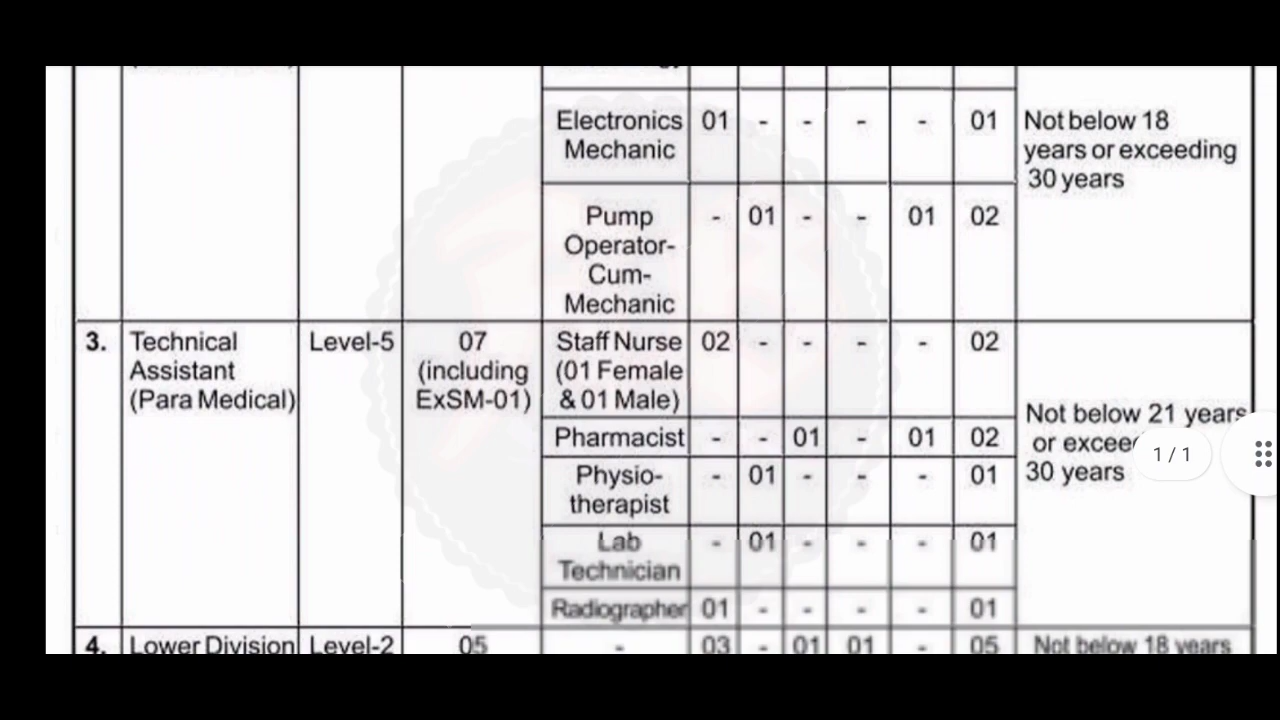 Electronics 01 - - - - 01 Not below 18
Mechanic years or exceeding
30 years
Pump - 01 - - 01 02
Operator-
Cum-
Mechanic
3. Technical Level-5 07 Staff Nurse 02 - - - - 02
Assistant (including (01 Female
(Para Medical) ExSM-01) & 01 Male)
Not below 21 years
Pharmacist - - 01 - 01 02 or excee
1 / 1
30 years
Physio- - 01 - - - 01
therapist
Lab - 01 - - - 01
Technician
Radiographer 01 - - - - 01
4. Lower Division Level-2 05 - 03 - 01 01 - 05 Not below 18 years